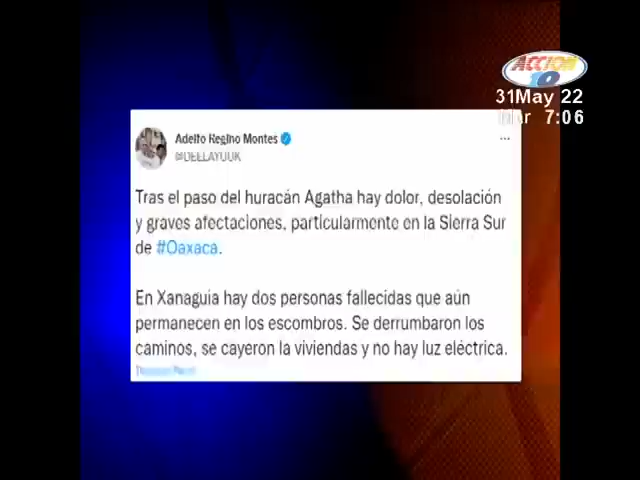 ACCION
10
31May 22
Mar 7:06
Adelfo Regino Montes
@DEELAYUUK
Tras el paso del huracán Agatha hay dolor, desolación
y graves afectaciones, particularmente en la Sierra Sur
de #Oaxaca.
En Xanaguia hay dos personas fallecidas que aún
permanecen en los escombros. Se derrumbaron los
caminos, se cayeron la viviendas y no hay luz eléctrica.